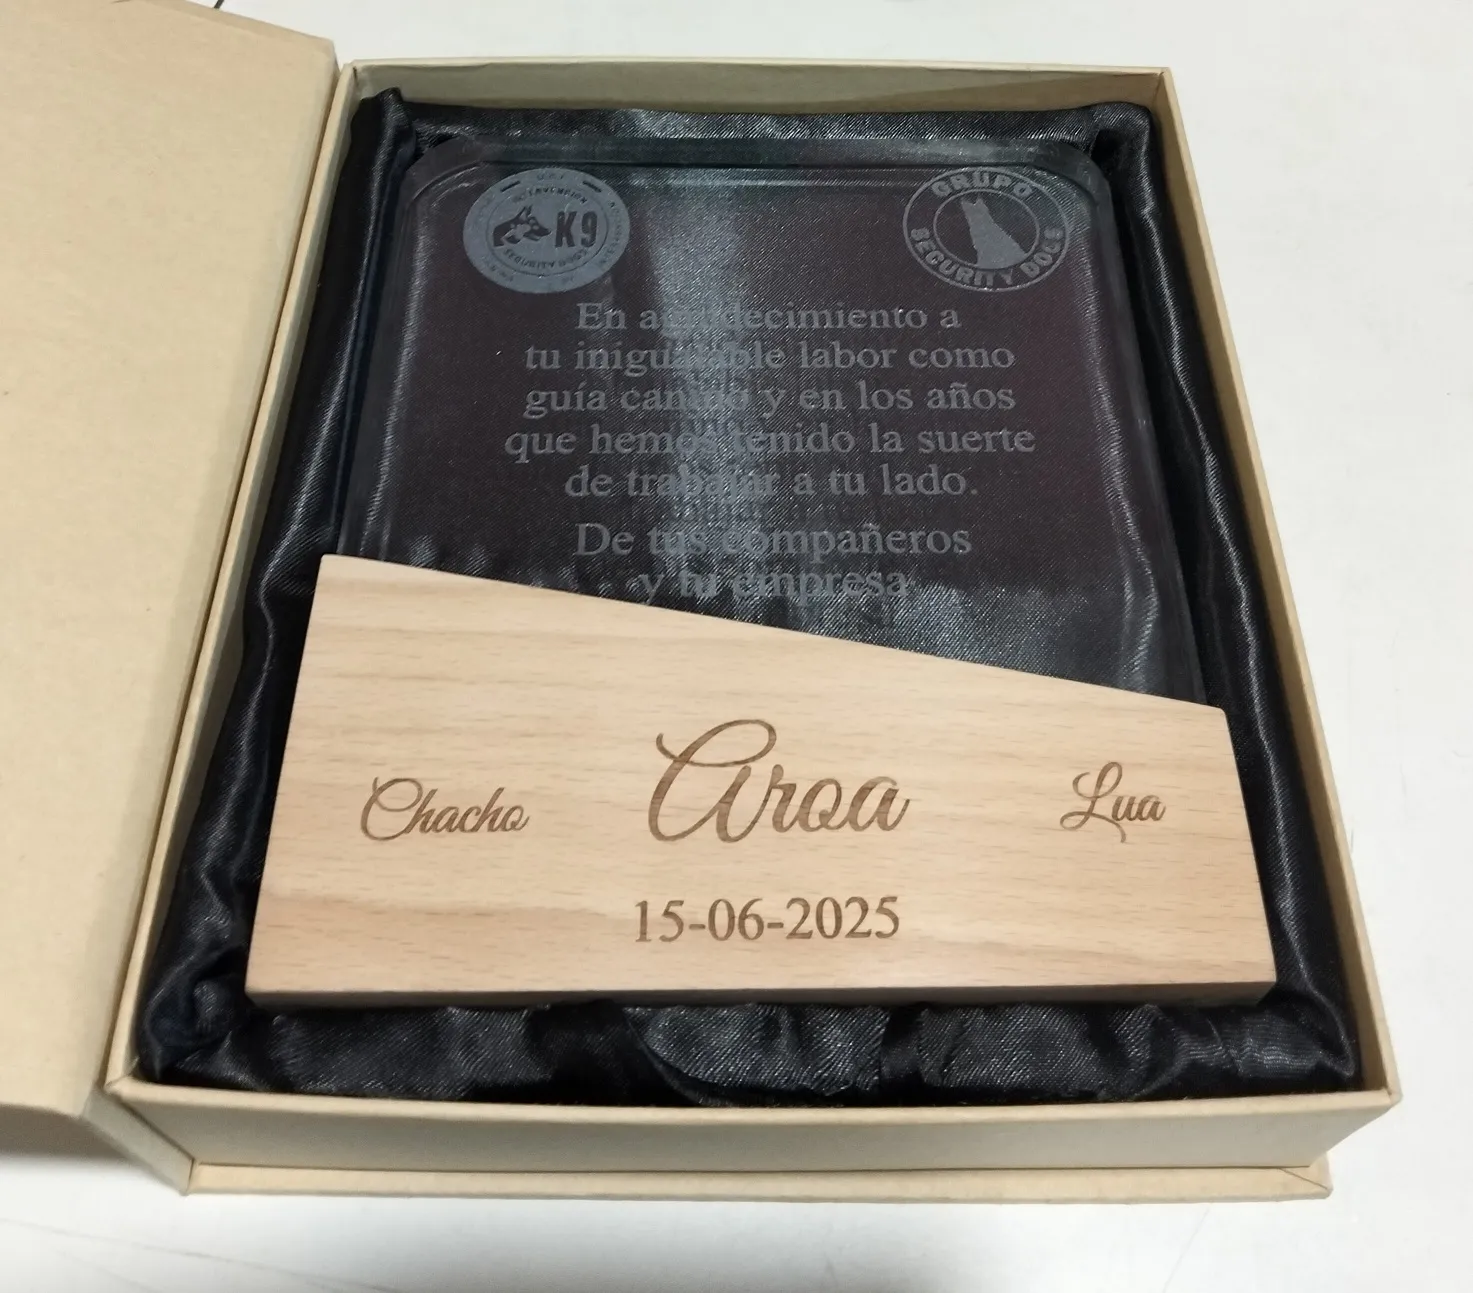 INTERVENCIÓN
K9
GRUPO
SECURITY DOGS
En agradecimiento a
tu inigualable labor como
guía canino y en los años
que hemos tenido la suerte
de trabajar a tu lado.
De tus compañeros
y tu empresa
Chacho
Aroa
Lua
15-06-2025